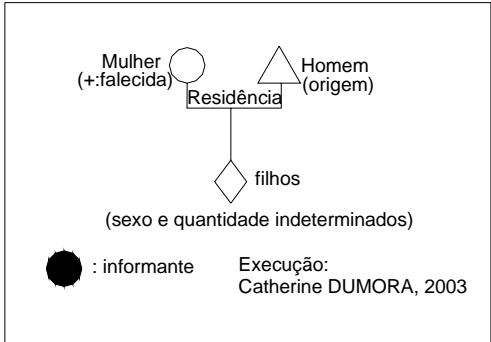 Mulher
(+:falecida)
Homem
(origem)
Residência
filhos
(sexo e quantidade indeterminados)
: informante
Execução:
Catherine DUMORA, 2003